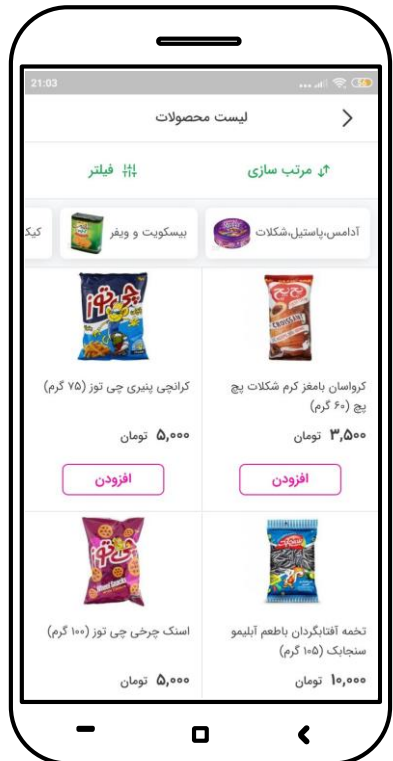 21:03
لیست محصولات
مرتب سازی
فیلتر
آدامس،پاستیل،شکلات
بیسکویت و ویفر
کیک
پچ پچ
CROISSANT
کرواسان بامغز کرم شکلات پچ
پچ (۶۰ گرم)
۳,۵۰۰ تومان
افزودن
چی توز
کرانچی پنیری چی توز (۷۵ گرم)
۵,۰۰۰ تومان
افزودن
تخمه آفتابگردان باطعم آبلیمو
سنجابک (۱۰۵ گرم)
۱۰,۰۰۰ تومان
چی توز
اسنک چرخی چی توز (۱۰۰ گرم)
۵,۰۰۰ تومان